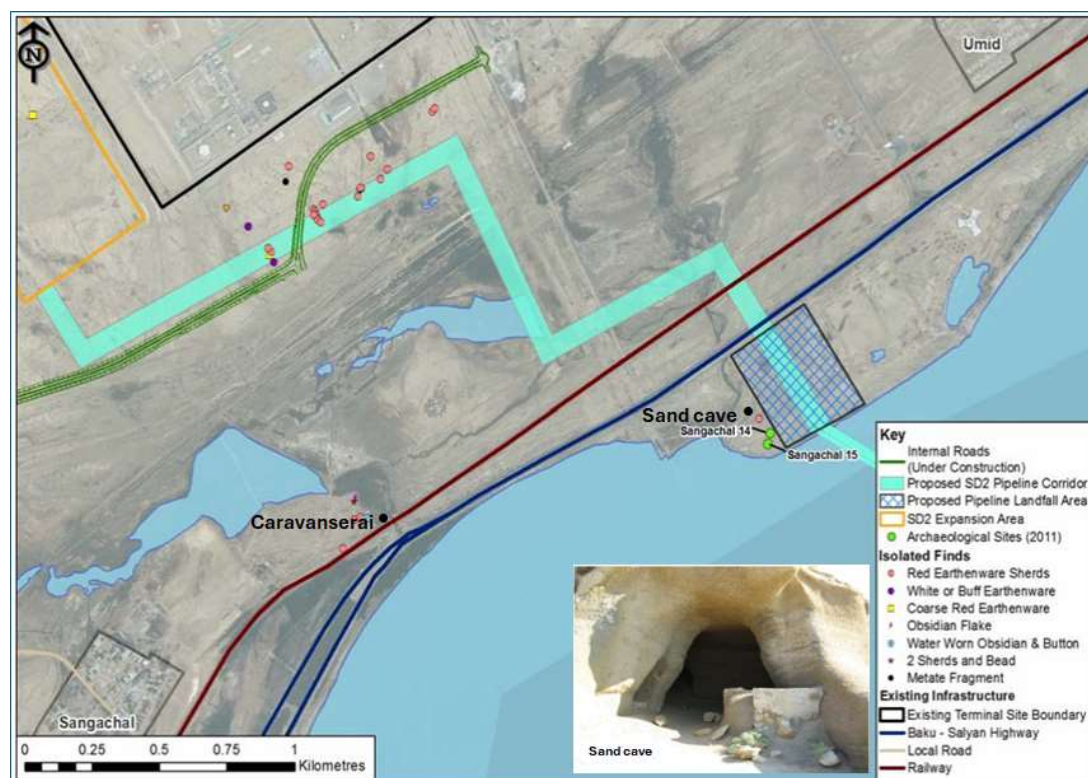 N
Umid
Sand cave
Sangachal 14
Sangachal 15
Caravanserai
Sangachal
0 0.25 0.5 0.75 1
Kilometres
Sand cave
Key
Internal Roads
(Under Construction)
Proposed SD2 Pipeline Corridor
Proposed Pipeline Landfall Area
SD2 Expansion Area
Archaeological Sites (2011)
Isolated Finds
Red Earthenware Sherds
White or Buff Earthenware
Coarse Red Earthenware
Obsidian Flake
Water Worn Obsidian & Button
2 Sherds and Bead
Metate Fragment
Existing Infrastructure
Existing Terminal Site Boundary
Baku - Salyan Highway
Local Road
Railway